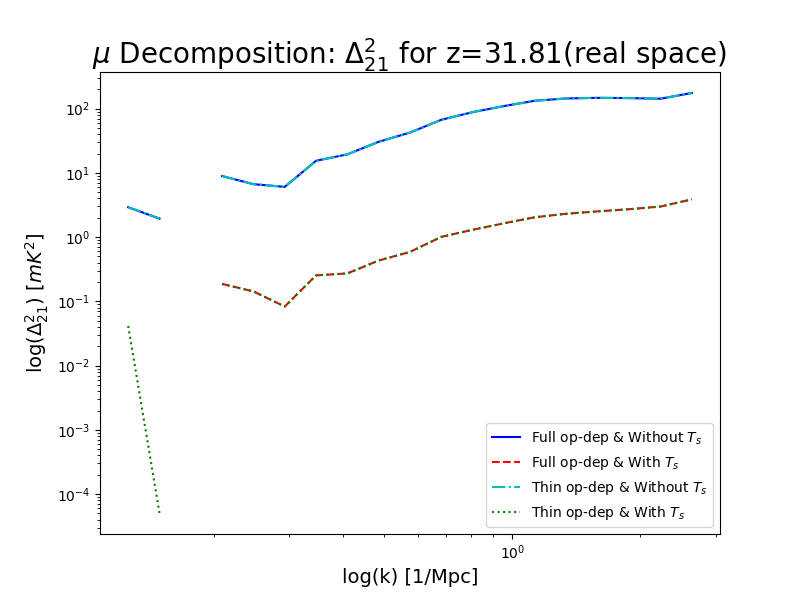 μ Decomposition: Δ²₂₁ for z=31.81(real space)
log(Δ²₂₁) [mK²]
10²
10¹
10⁰
10⁻¹
10⁻²
10⁻³
10⁻⁴
Full op-dep & Without Tₛ
Full op-dep & With Tₛ
Thin op-dep & Without Tₛ
Thin op-dep & With Tₛ
10⁰
log(k) [1/Mpc]